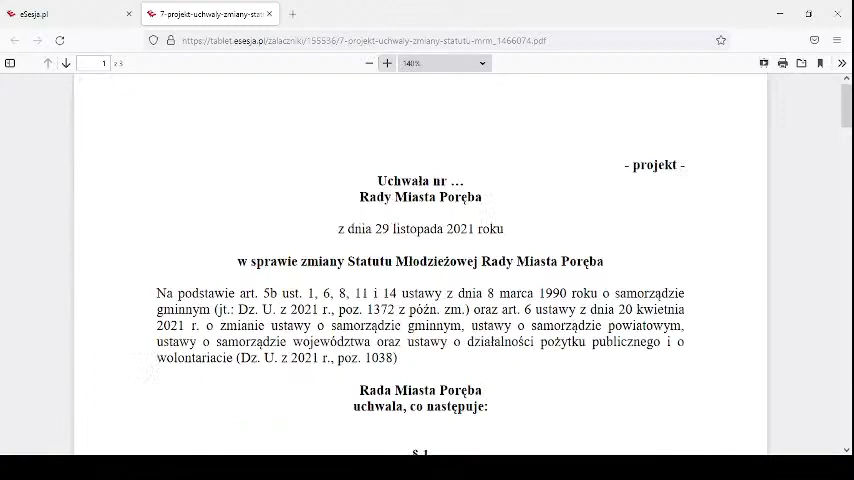 eSesja.pl
7-projekt-uchwaly-zmiany-stat
https://tablet.esesja.pl/zalaczniki/155536/7-projekt-uchwaly-zmiany-statutu-mrm_1466074.pdf
1 z 3
140%
- projekt -
Uchwała nr …
Rady Miasta Poręba
z dnia 29 listopada 2021 roku
w sprawie zmiany Statutu Młodzieżowej Rady Miasta Poręba
Na podstawie art. 5b ust. 1, 6, 8, 11 i 14 ustawy z dnia 8 marca 1990 roku o samorządzie
gminnym (jt.: Dz. U. z 2021 r., poz. 1372 z późn. zm.) oraz art. 6 ustawy z dnia 20 kwietnia
2021 r. o zmianie ustawy o samorządzie gminnym, ustawy o samorządzie powiatowym,
ustawy o samorządzie województwa oraz ustawy o działalności pożytku publicznego i o
wolontariacie (Dz. U. z 2021 r., poz. 1038)
Rada Miasta Poręba
uchwala, co następuje:
§ 1